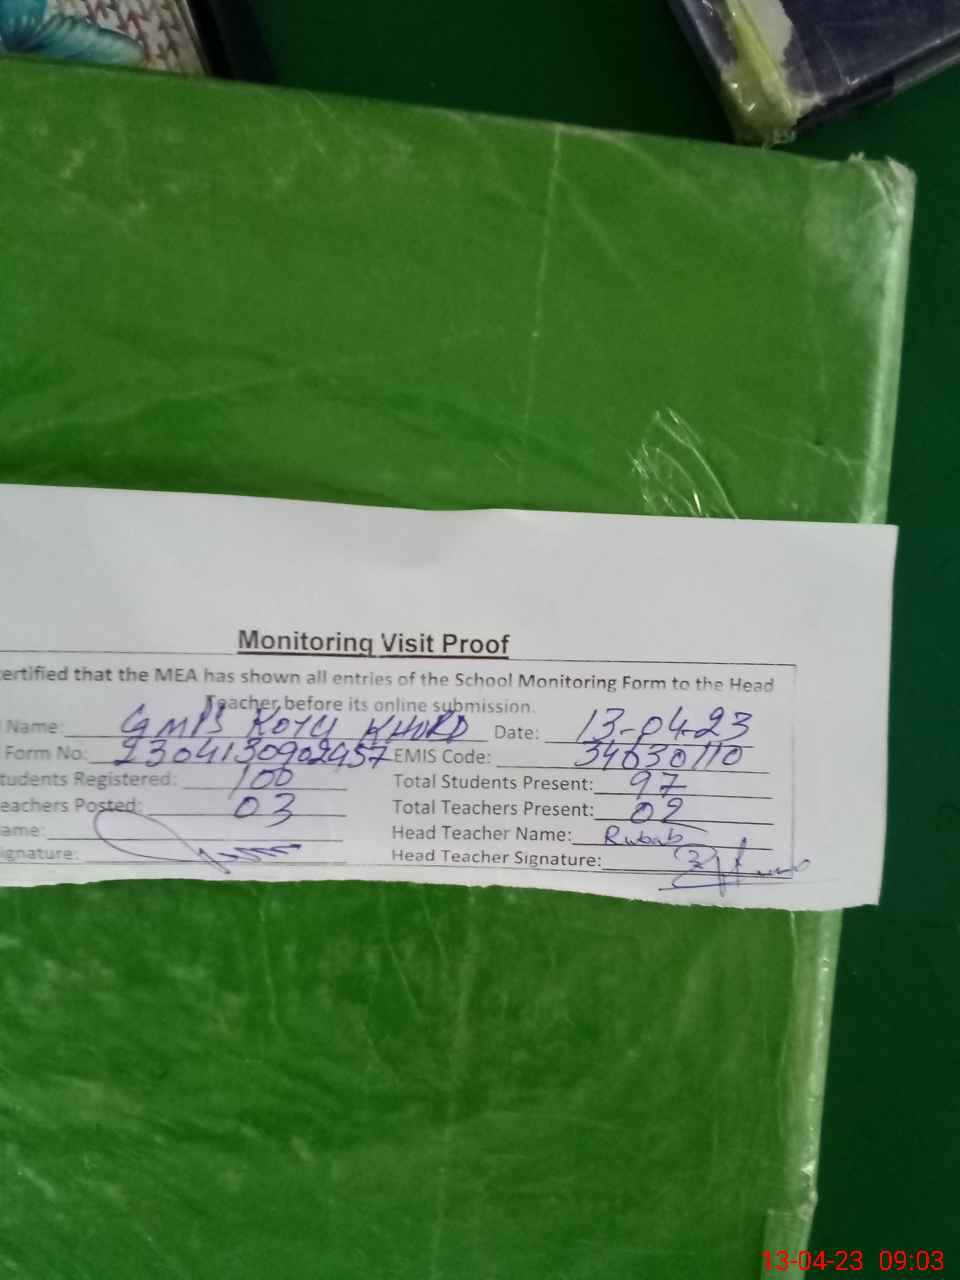 Monitoring Visit Proof
ertified that the MEA has shown all entries of the School Monitoring Form to the Head
Teacher before its online submission.
Name: GMPS KOTU KHURD Date: 13-04-23
Form No: 2304130902457 EMIS Code: 34630110
tudents Registered: 100 Total Students Present: 97
eachers Posted: 03 Total Teachers Present: 02
ame: Head Teacher Name: Rubab
ignature: Head Teacher Signature:
13-04-23 09:03